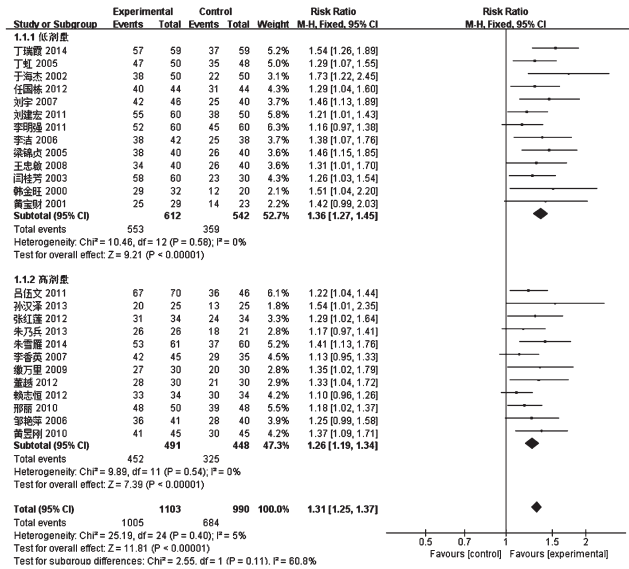 Experimental Control Risk Ratio Risk Ratio
Study or Subgroup Events Total Events Total Weight M-H, Fixed, 95% CI M-H, Fixed, 95% CI
1.1.1 低剂量
丁瑞霞 2014 57 59 37 59 5.2% 1.54 [1.26, 1.89]
丁虹 2005 47 50 35 48 5.1% 1.29 [1.07, 1.55]
于海杰 2002 38 50 22 50 3.1% 1.73 [1.22, 2.45]
任国栋 2012 40 44 31 44 4.4% 1.29 [1.04, 1.60]
刘宇 2007 42 46 25 40 3.8% 1.46 [1.13, 1.89]
刘建宏 2011 55 60 38 50 5.9% 1.21 [1.01, 1.43]
李明强 2011 52 60 45 60 6.4% 1.16 [0.97, 1.38]
李洁 2006 38 42 25 38 3.7% 1.38 [1.07, 1.76]
梁锦贞 2005 38 40 26 40 3.7% 1.46 [1.15, 1.85]
王忠敏 2008 34 40 26 40 3.7% 1.31 [1.01, 1.70]
闫桂芳 2003 58 60 23 30 4.3% 1.26 [1.03, 1.54]
韩金旺 2000 29 32 12 20 2.1% 1.51 [1.04, 2.20]
黄宝财 2001 25 29 14 23 2.2% 1.42 [0.99, 2.03]
Subtotal (95% CI) 612 542 52.7% 1.36 [1.27, 1.45]
Total events 553 359
Heterogeneity: Chi² = 10.46, df = 12 (P = 0.58); I² = 0%
Test for overall effect: Z = 9.21 (P < 0.00001)
1.1.2 高剂量
吕伍文 2011 67 70 36 46 6.1% 1.22 [1.04, 1.44]
孙汉泽 2013 20 25 13 25 1.8% 1.54 [1.01, 2.35]
张红莲 2012 31 34 24 34 3.4% 1.29 [1.02, 1.64]
朱乃兵 2013 26 26 18 21 2.9% 1.17 [0.97, 1.41]
朱雪雁 2014 53 61 37 60 5.2% 1.41 [1.13, 1.76]
李香英 2007 42 45 29 35 4.6% 1.13 [0.95, 1.33]
缴万里 2009 27 30 20 30 2.8% 1.35 [1.02, 1.79]
董越 2012 28 30 21 30 3.0% 1.33 [1.04, 1.72]
赖志恒 2012 33 34 30 34 4.2% 1.10 [0.96, 1.26]
邢丽 2010 48 50 39 48 5.6% 1.18 [1.02, 1.37]
邹艳萍 2006 36 41 28 40 4.0% 1.25 [0.99, 1.58]
黄昱刚 2010 41 45 30 45 4.2% 1.37 [1.09, 1.71]
Subtotal (95% CI) 491 448 47.3% 1.26 [1.19, 1.34]
Total events 452 325
Heterogeneity: Chi² = 9.89, df = 11 (P = 0.54); I² = 0%
Test for overall effect: Z = 7.39 (P < 0.00001)
Total (95% CI) 1103 990 100.0% 1.31 [1.25, 1.37]
Total events 1005 684
Heterogeneity: Chi² = 25.19, df = 24 (P = 0.40); I² = 5%
Test for overall effect: Z = 11.81 (P < 0.00001)
Test for subgroup differences: Chi² = 2.55, df = 1 (P = 0.11), I² = 60.8%
0.5 0.7 1 1.5 2
Favours [control] Favours [experimental]